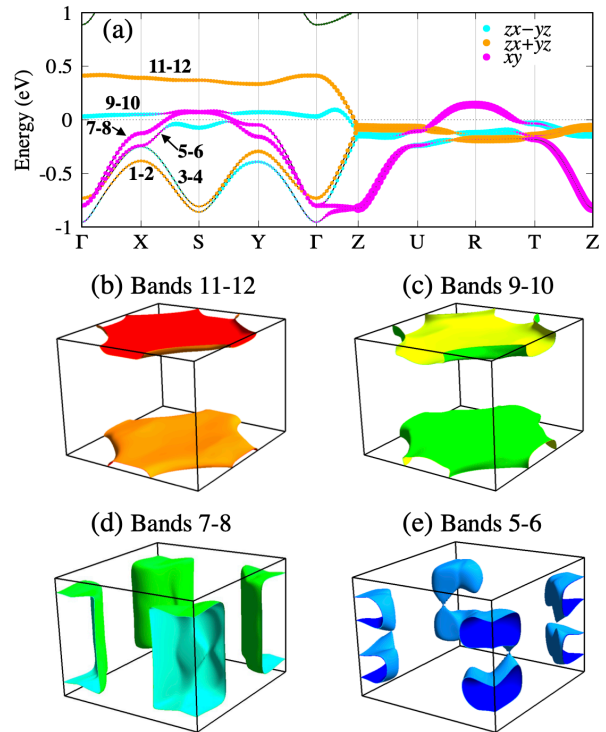 (a)
zx−yz
zx+yz
xy
Energy (eV)
1
0.5
0
-0.5
-1
11-12
9-10
7-8
5-6
1-2
3-4
Γ X S Y Γ Z U R T Z
(b) Bands 11-12
(c) Bands 9-10
(d) Bands 7-8
(e) Bands 5-6